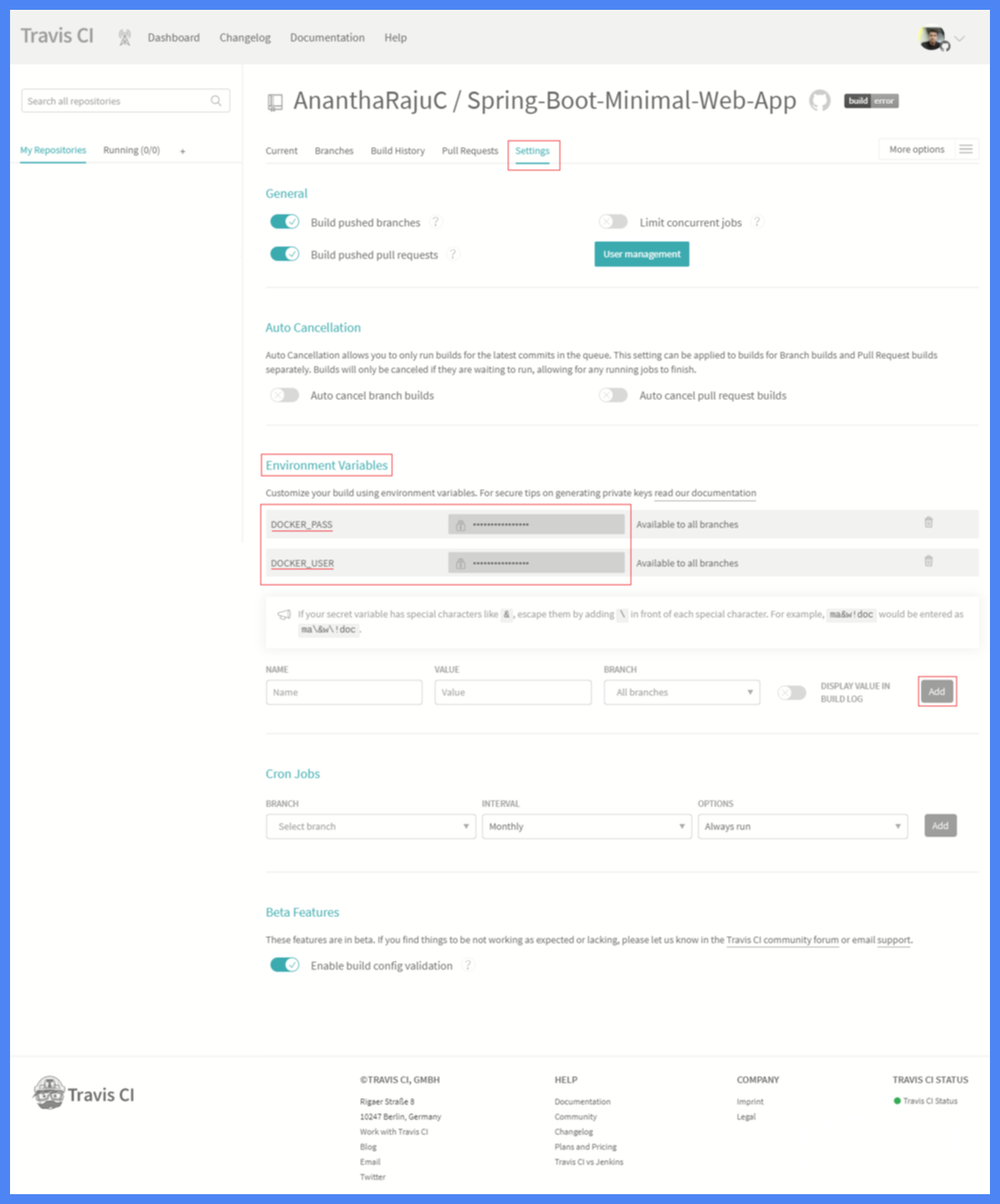 Travis CI
Dashboard
Changelog
Documentation
Help
Search all repositories
My Repositories
Running (0/0)
+
AnanthaRajuC / Spring-Boot-Minimal-Web-App
build error
Current
Branches
Build History
Pull Requests
Settings
More options
General
Build pushed branches ?
Limit concurrent jobs ?
Build pushed pull requests ?
User management
Auto Cancellation
Auto Cancellation allows you to only run builds for the latest commits in the queue. This setting can be applied to builds for Branch builds and Pull Request builds
separately. Builds will only be canceled if they are waiting to run, allowing for any running jobs to finish.
Auto cancel branch builds
Auto cancel pull request builds
Environment Variables
Customize your build using environment variables. For secure tips on generating private keys read our documentation
DOCKER_PASS •••••••••••••••• Available to all branches
DOCKER_USER •••••••••••••••• Available to all branches
If your secret variable has special characters like &, escape them by adding \ in front of each special character. For example, ma&w!doc would be entered as
ma\&w\!doc.
NAME
VALUE
BRANCH
Name
Value
All branches
DISPLAY VALUE IN
BUILD LOG
Add
Cron Jobs
BRANCH
INTERVAL
OPTIONS
Select branch
Monthly
Always run
Add
Beta Features
These features are in beta. If you find things to be not working as expected or lacking, please let us know in the Travis CI community forum or email support.
Enable build config validation ?
Travis CI
©TRAVIS CI, GMBH
Rigaer Straße 8
10247 Berlin, Germany
Work with Travis CI
Blog
Email
Twitter
HELP
Documentation
Community
Changelog
Plans and Pricing
Travis CI vs Jenkins
COMPANY
Imprint
Legal
TRAVIS CI STATUS
Travis CI Status